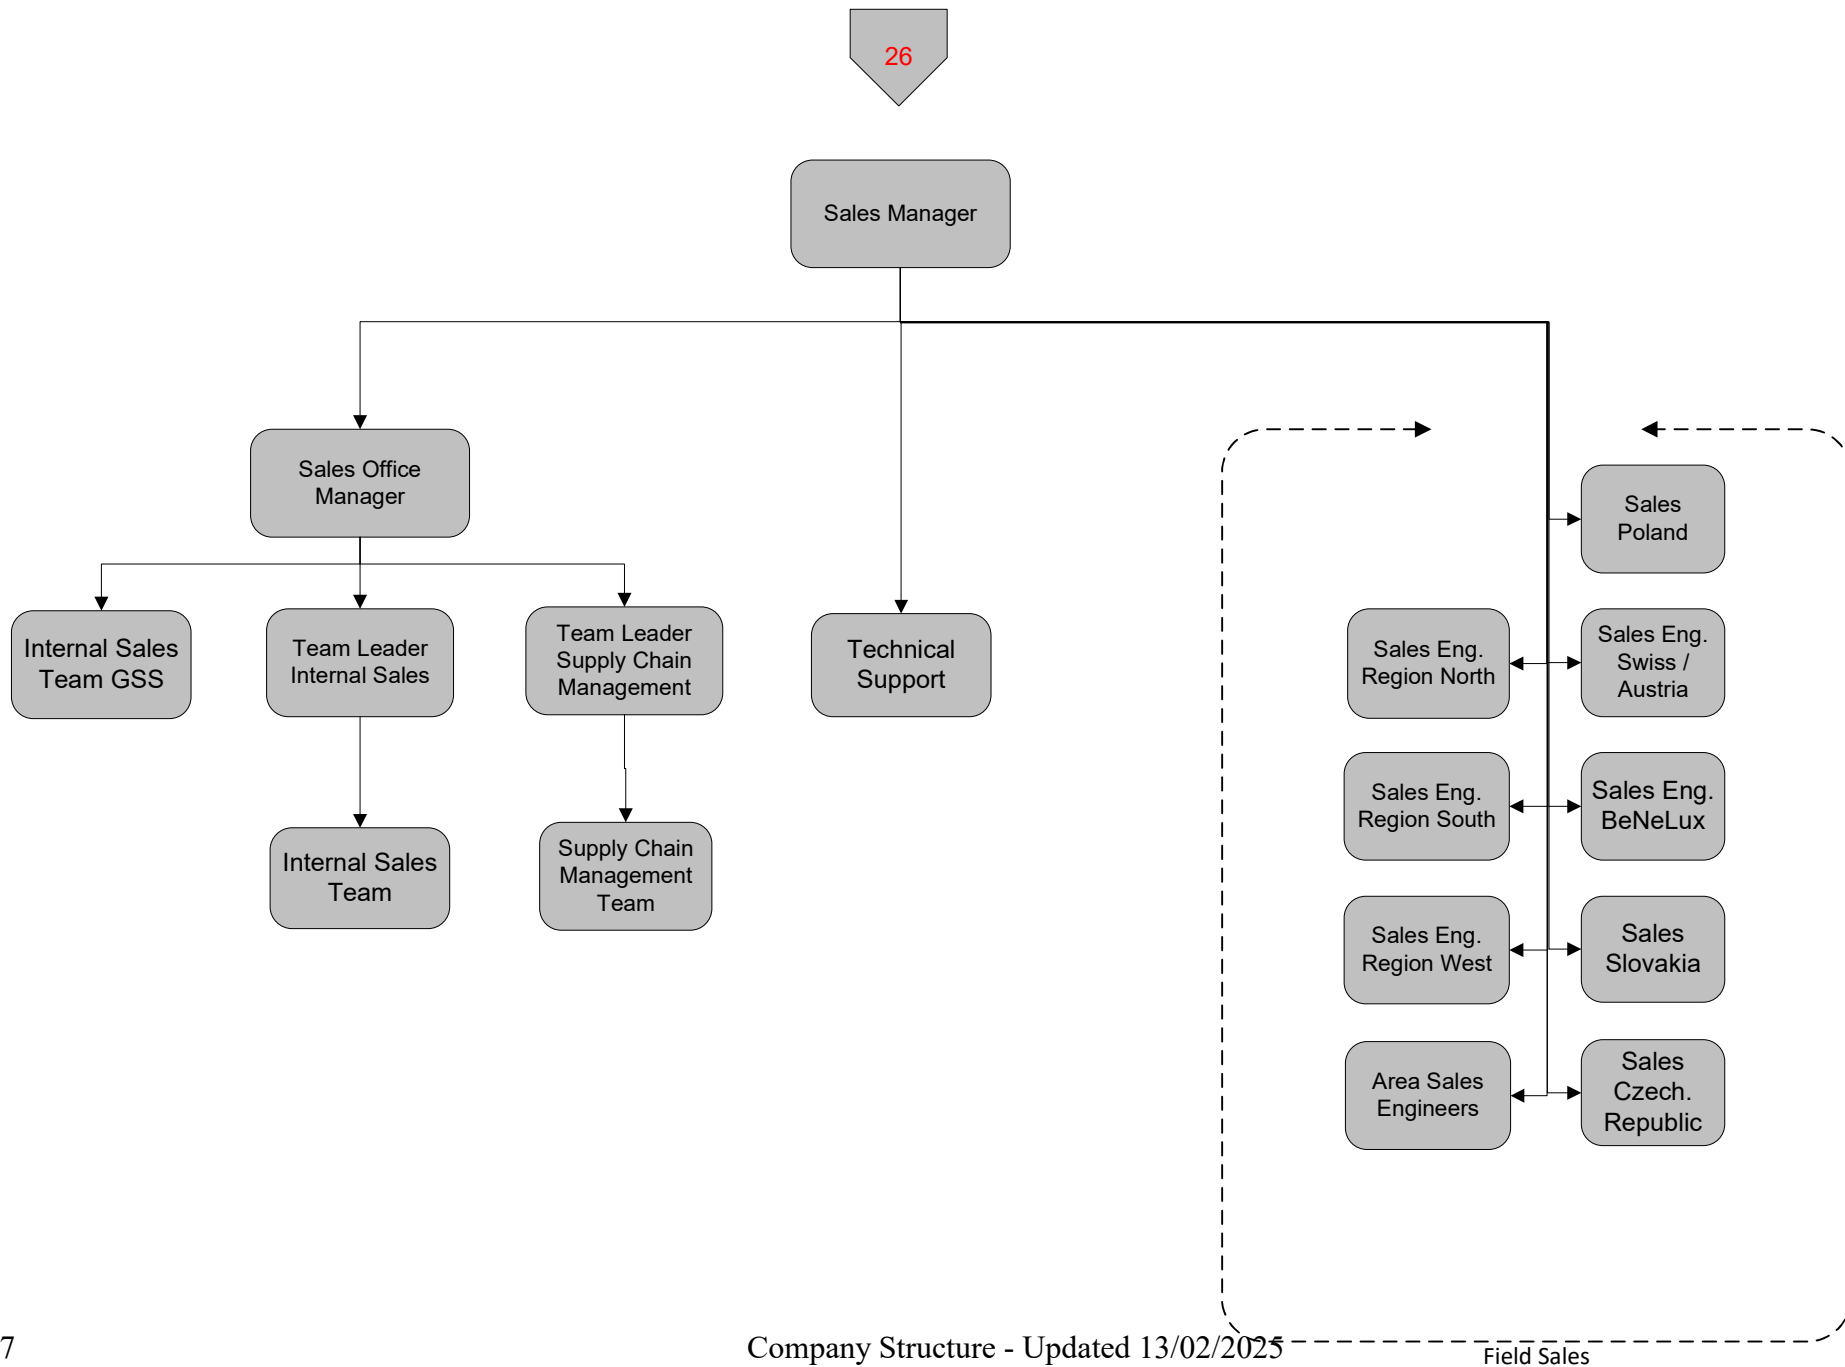 26
Sales Manager
Sales Office
Manager
Sales
Poland
Internal Sales
Team GSS
Team Leader
Internal Sales
Team Leader
Supply Chain
Management
Technical
Support
Sales Eng.
Region North
Sales Eng.
Swiss /
Austria
Sales Eng.
Region South
Sales Eng.
BeNeLux
Internal Sales
Team
Supply Chain
Management
Team
Sales Eng.
Region West
Sales
Slovakia
Area Sales
Engineers
Sales
Czech.
Republic
7
Company Structure - Updated 13/02/2025
Field Sales